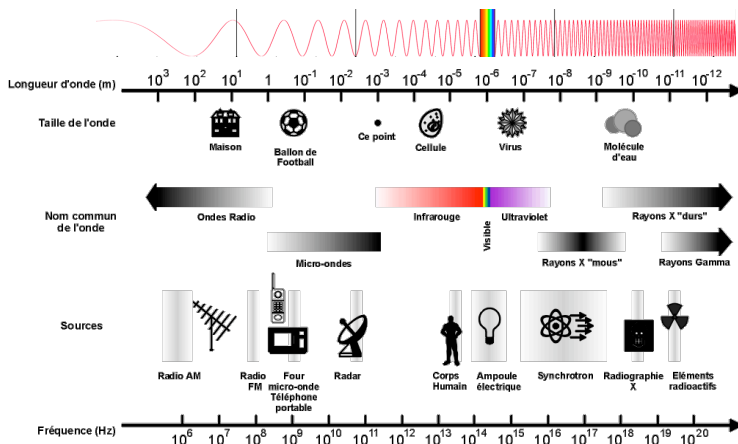 Longueur d'onde (m) 10³ 10² 10¹ 1 10⁻¹ 10⁻² 10⁻³ 10⁻⁴ 10⁻⁵ 10⁻⁶ 10⁻⁷ 10⁻⁸ 10⁻⁹ 10⁻¹⁰ 10⁻¹¹ 10⁻¹²
Taille de l'onde
Maison
Ballon de
Football
Ce point
Cellule
Virus
Molécule
d'eau
Nom commun
de l'onde
Ondes Radio
Infrarouge
Visible
Ultraviolet
Rayons X "durs"
Micro-ondes
Rayons X "mous"
Rayons Gamma
Sources
Radio AM
Radio
FM
Four
micro-onde
Téléphone
portable
Radar
Corps
Humain
Ampoule
électrique
Synchrotron
Radiographie
X
Eléments
radioactifs
Fréquence (Hz)
10⁶ 10⁷ 10⁸ 10⁹ 10¹⁰ 10¹¹ 10¹² 10¹³ 10¹⁴ 10¹⁵ 10¹⁶ 10¹⁷ 10¹⁸ 10¹⁹ 10²⁰